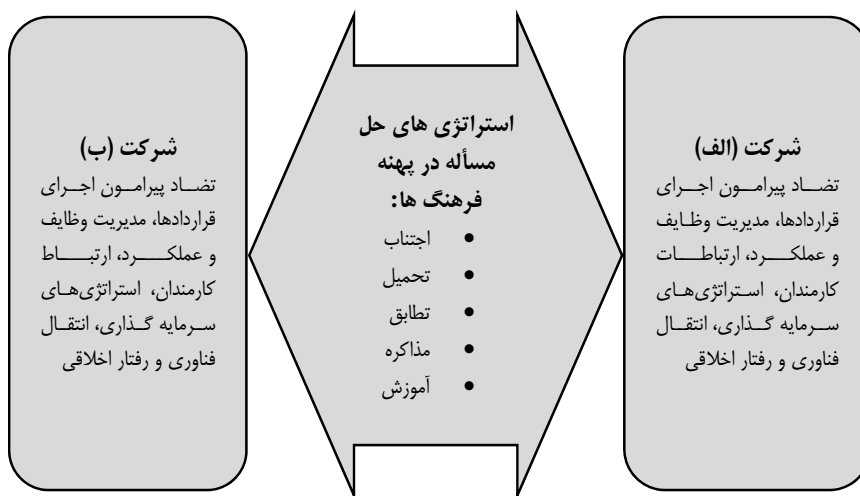 شرکت (الف)
تضاد پیرامون اجرای
قراردادها، مدیریت وظایف
و عملکرد، ارتباطات
کارمندان، استراتژی‌های
سرمایه گذاری، انتقال
فناوری و رفتار اخلاقی
استراتژی های حل
مسأله در پهنه
فرهنگ ها:
• اجتناب
• تحمیل
• تطابق
• مذاکره
• آموزش
شرکت (ب)
تضاد پیرامون اجرای
قراردادها، مدیریت وظایف
و عملکرد، ارتباط
کارمندان، استراتژی‌های
سرمایه گذاری، انتقال
فناوری و رفتار اخلاقی